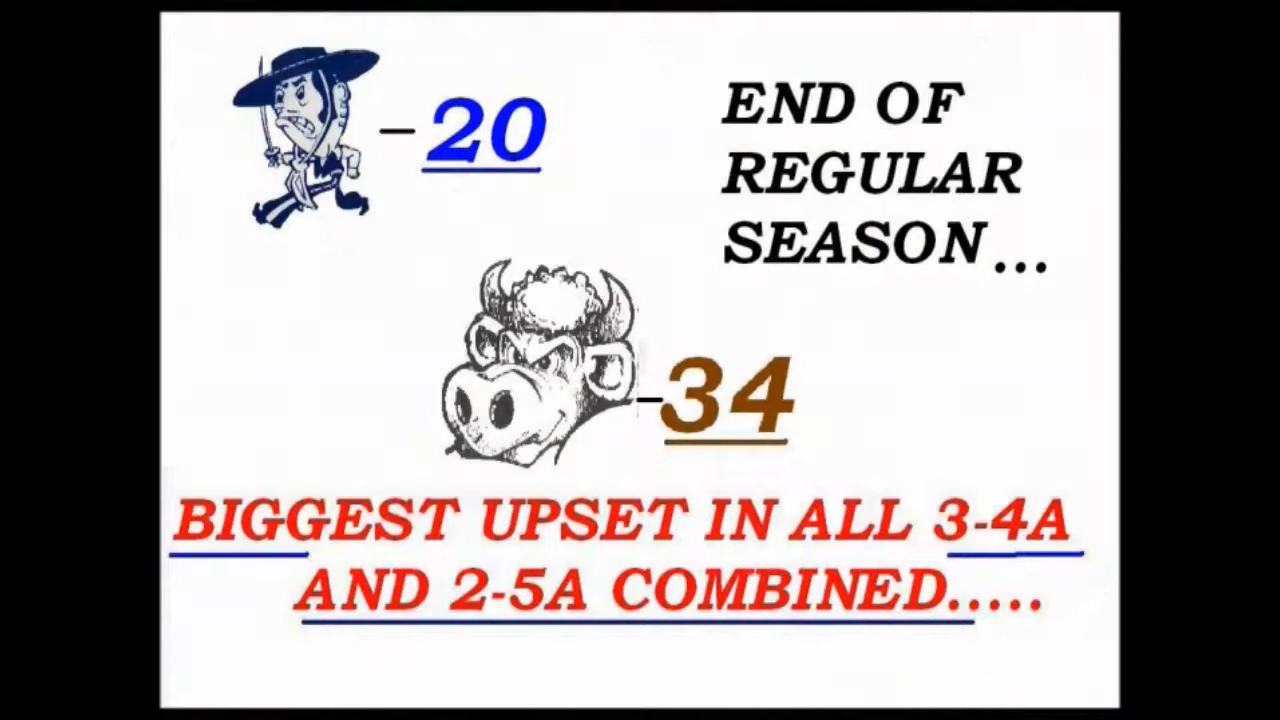 -20
END OF
REGULAR
SEASON...
-34
BIGGEST UPSET IN ALL 3-4A
AND 2-5A COMBINED.....